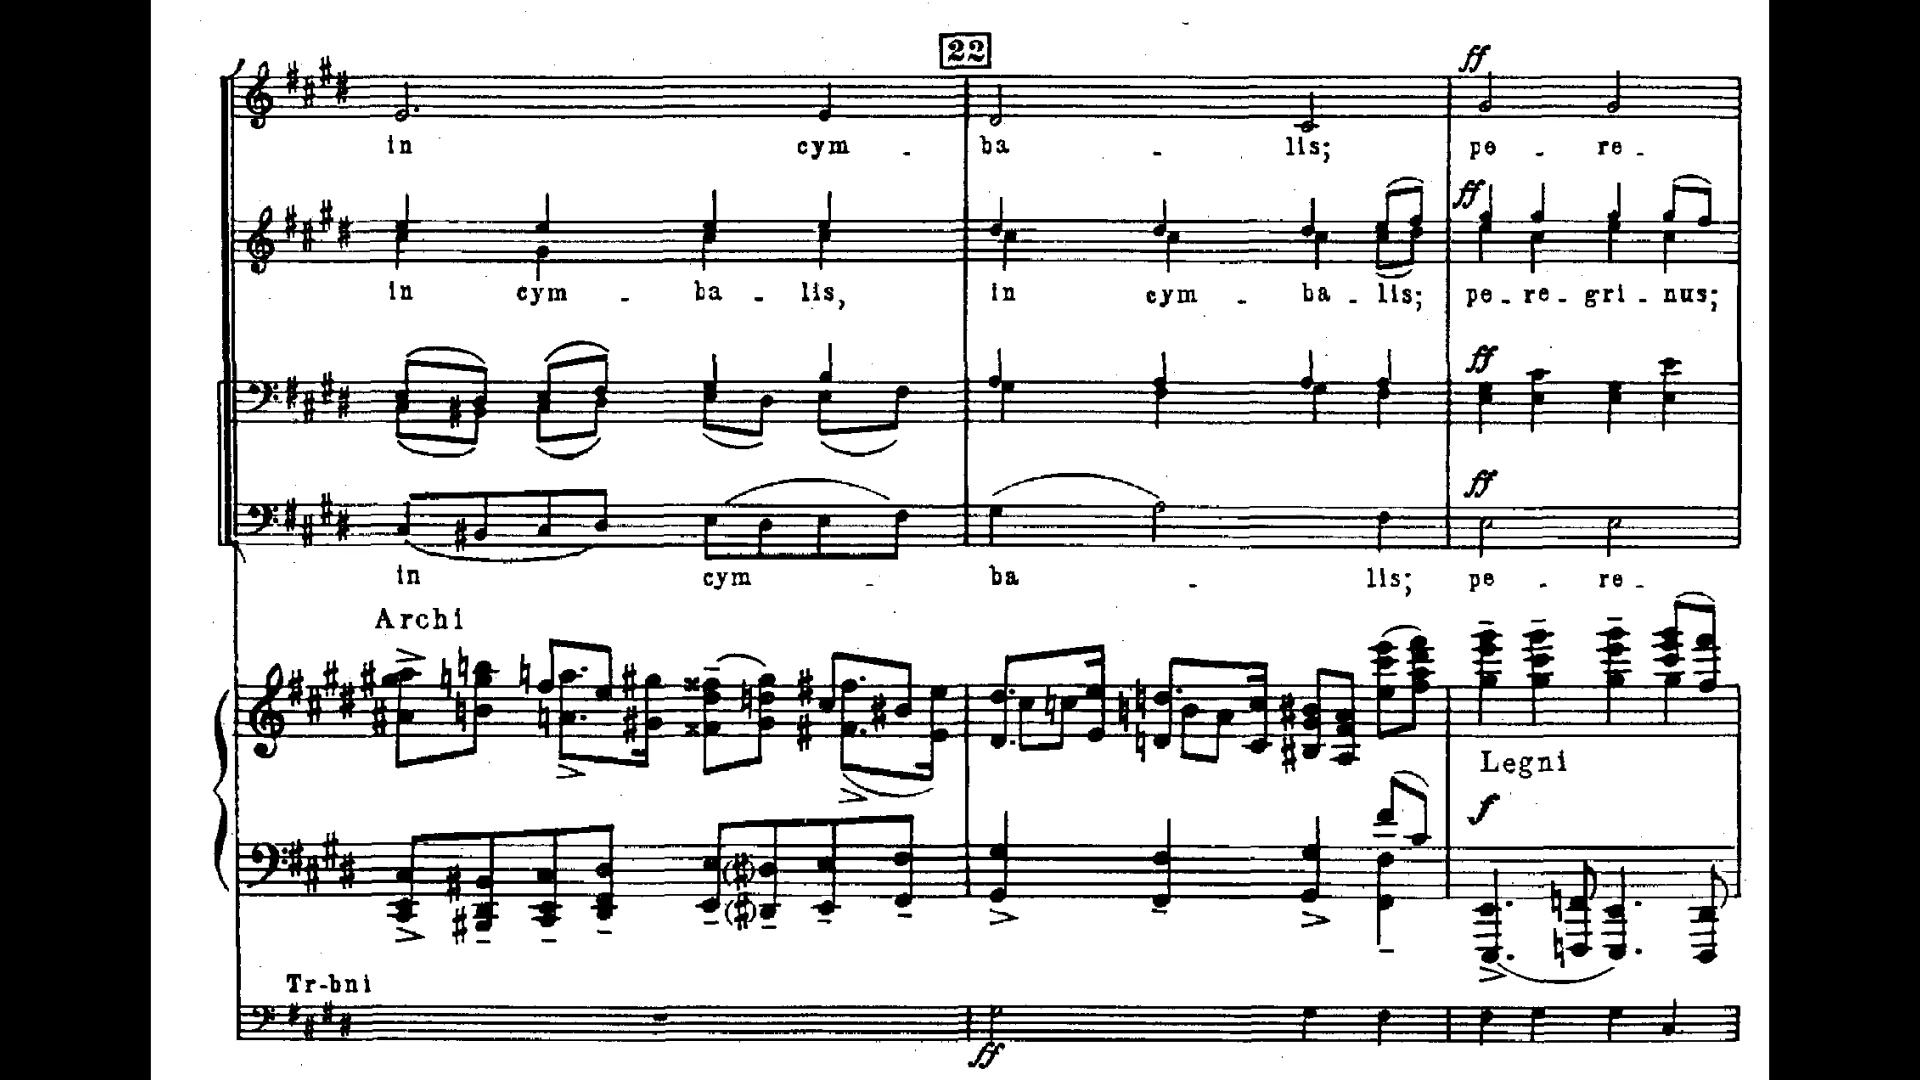 22
ff
in cym - ba - lis; pe - re -
ff
in cym - ba - lis, in cym - ba - lis; pe - re - gri - nus;
ff
ff
in cym - ba - lis; pe - re -
Archi
Legni
f
Tr-bni
ff